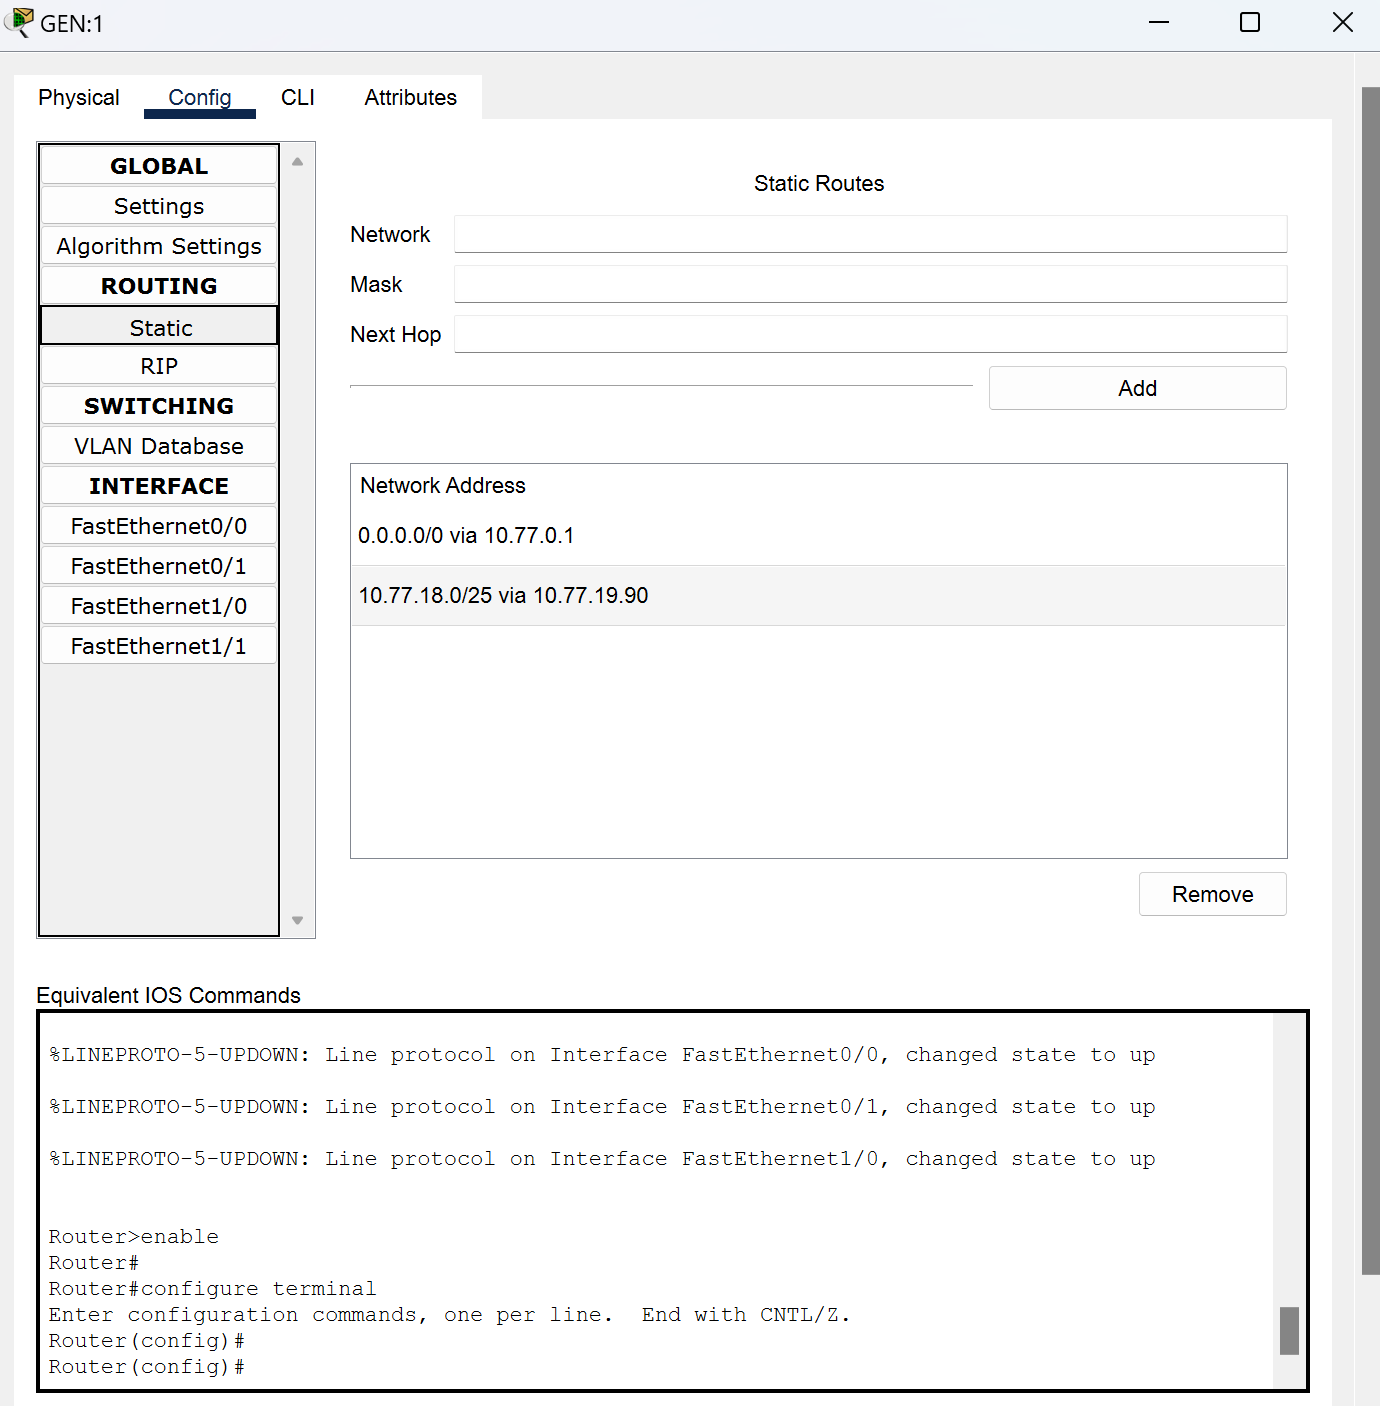 GEN:1
Physical Config CLI Attributes
GLOBAL
Settings
Algorithm Settings
ROUTING
Static
RIP
SWITCHING
VLAN Database
INTERFACE
FastEthernet0/0
FastEthernet0/1
FastEthernet1/0
FastEthernet1/1
Static Routes
Network
Mask
Next Hop
Add
Network Address
0.0.0.0/0 via 10.77.0.1
10.77.18.0/25 via 10.77.19.90
Remove
Equivalent IOS Commands
%LINEPROTO-5-UPDOWN: Line protocol on Interface FastEthernet0/0, changed state to up
%LINEPROTO-5-UPDOWN: Line protocol on Interface FastEthernet0/1, changed state to up
%LINEPROTO-5-UPDOWN: Line protocol on Interface FastEthernet1/0, changed state to up
Router>enable
Router#
Router#configure terminal
Enter configuration commands, one per line.  End with CNTL/Z.
Router(config)#
Router(config)#